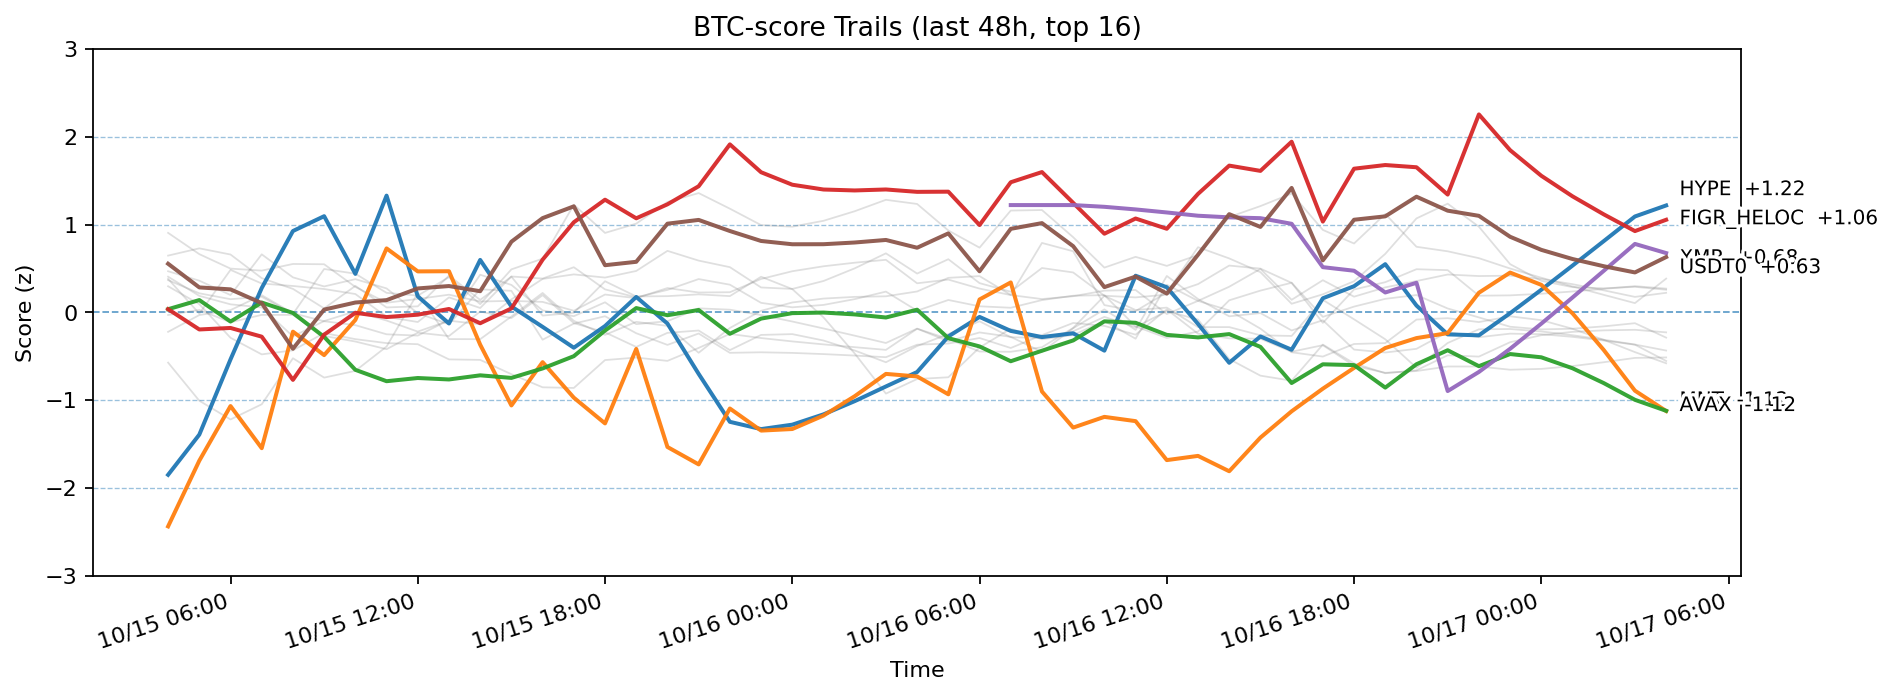 BTC-score Trails (last 48h, top 16)
Score (z)
3
2
1
0
−1
−2
−3
HYPE +1.22
FIGR_HELOC +1.06
USDT0 +0.63
AVAX -1.12
10/15 06:00
10/15 12:00
10/15 18:00
10/16 00:00
10/16 06:00
10/16 12:00
10/16 18:00
10/17 00:00
10/17 06:00
Time